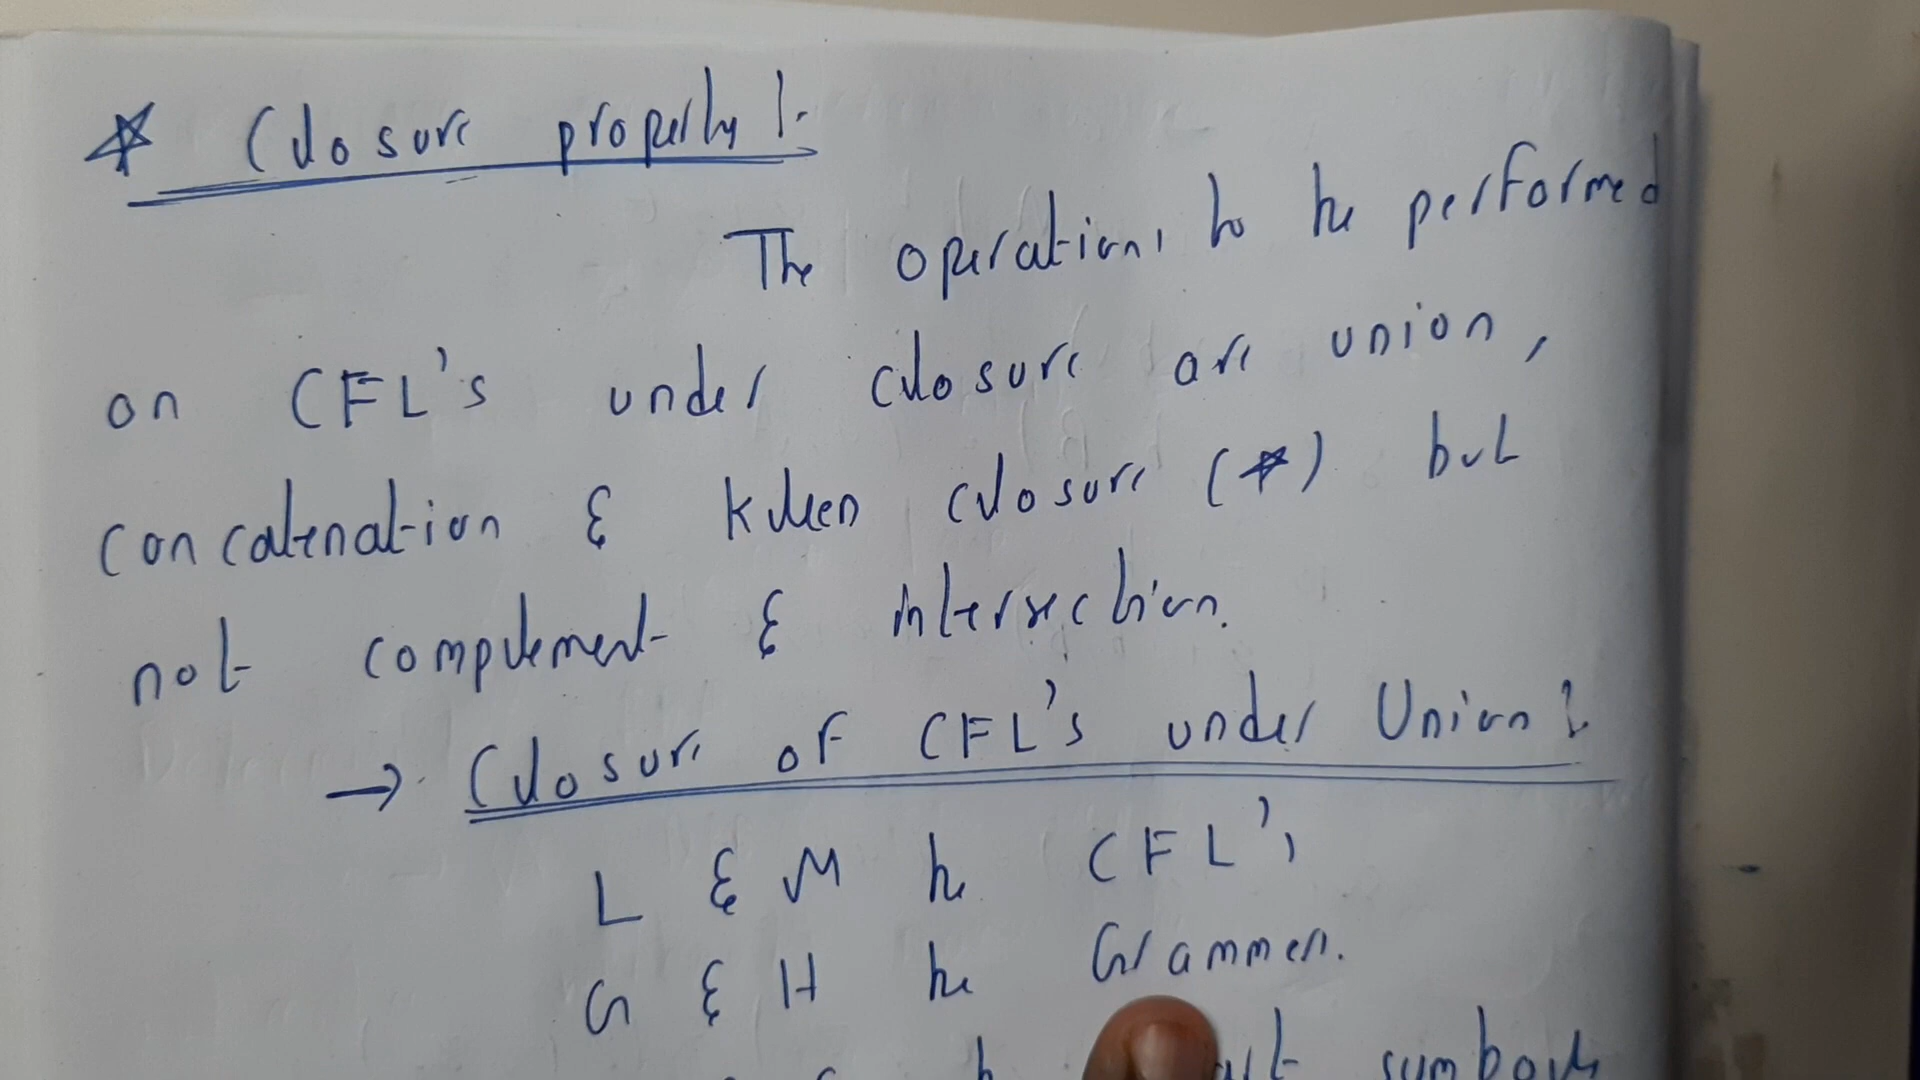 * Closure property :-
The operations to be performed
on CFL's under closure are union,
concatenation & Kleen closure (*) but
not complement & intersection.
→ Closure of CFL's under Union :
L & M be CFL's
G & H be Grammer.
symbols